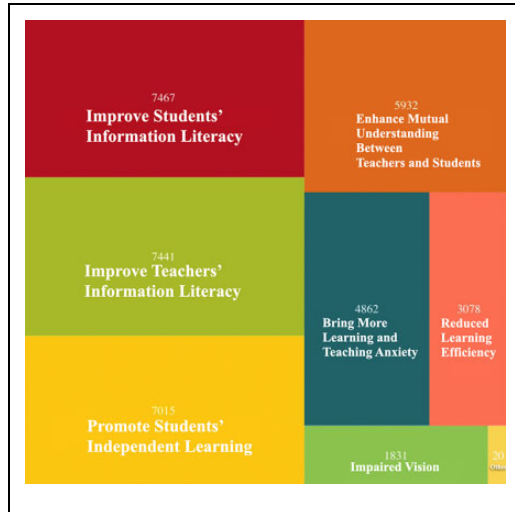 7467
Improve Students'
Information Literacy
5932
Enhance Mutual
Understanding
Between
Teachers and Students
7441
Improve Teachers'
Information Literacy
4862
Bring More
Learning and
Teaching Anxiety
3078
Reduced
Learning
Efficiency
7015
Promote Students'
Independent Learning
1831
Impaired Vision